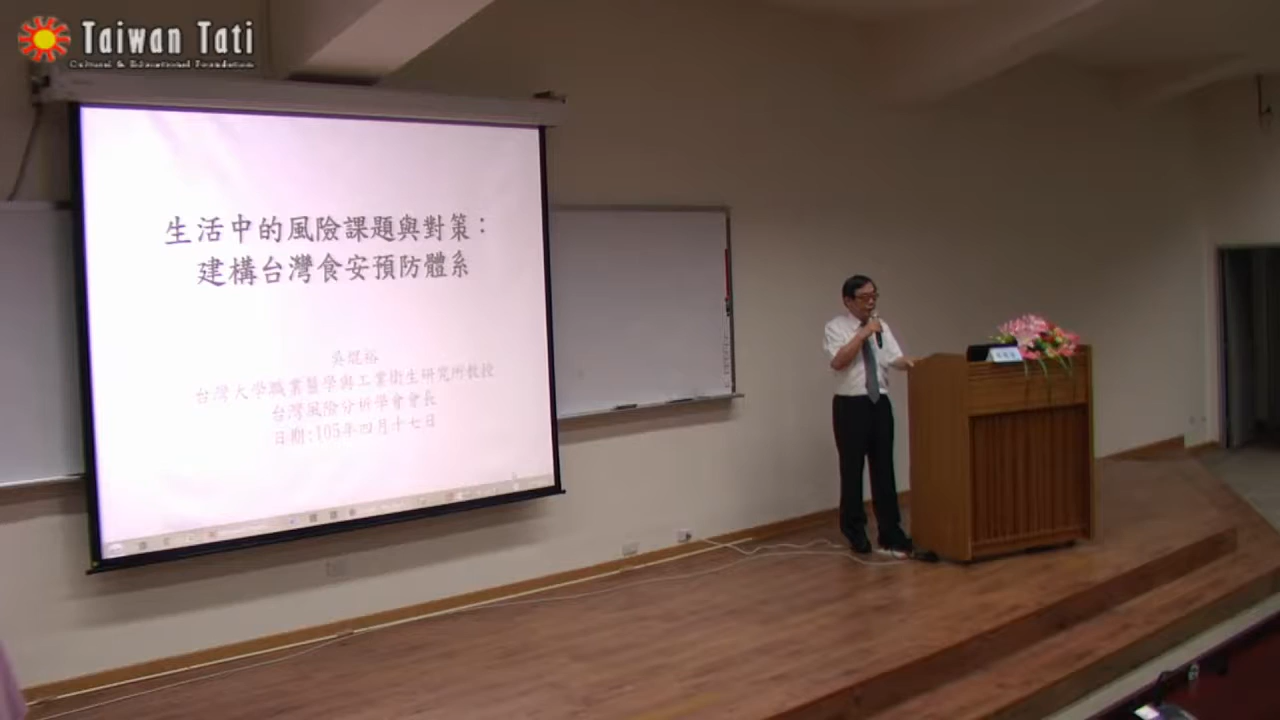 Taiwan Tati
Cultural & Educational Foundation
生活中的風險課題與對策：
建構台灣食安預防體系
吳焜裕
台灣大學職業醫學與工業衛生研究所教授
台灣風險分析學會會長
日期:105年四月十七日